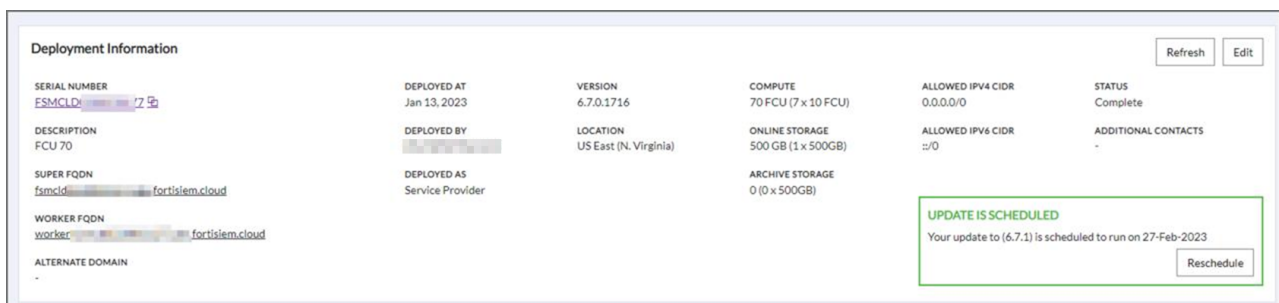 Deployment Information
Refresh Edit
SERIAL NUMBER DEPLOYED AT VERSION COMPUTE ALLOWED IPV4 CIDR STATUS
FSMCLD Jan 13, 2023 6.7.0.1716 70 FCU (7 x 10 FCU) 0.0.0.0/0 Complete
DESCRIPTION DEPLOYED BY LOCATION ONLINE STORAGE ALLOWED IPV6 CIDR ADDITIONAL CONTACTS
FCU 70 US East (N. Virginia) 500 GB (1 x 500GB) ::/0 -
SUPER FQDN DEPLOYED AS ARCHIVE STORAGE
fsmcld fortisiem.cloud Service Provider 0 (0 x 500GB)
WORKER FQDN
worker .fortisiem.cloud
UPDATE IS SCHEDULED
Your update to (6.7.1) is scheduled to run on 27-Feb-2023
Reschedule
ALTERNATE DOMAIN
-